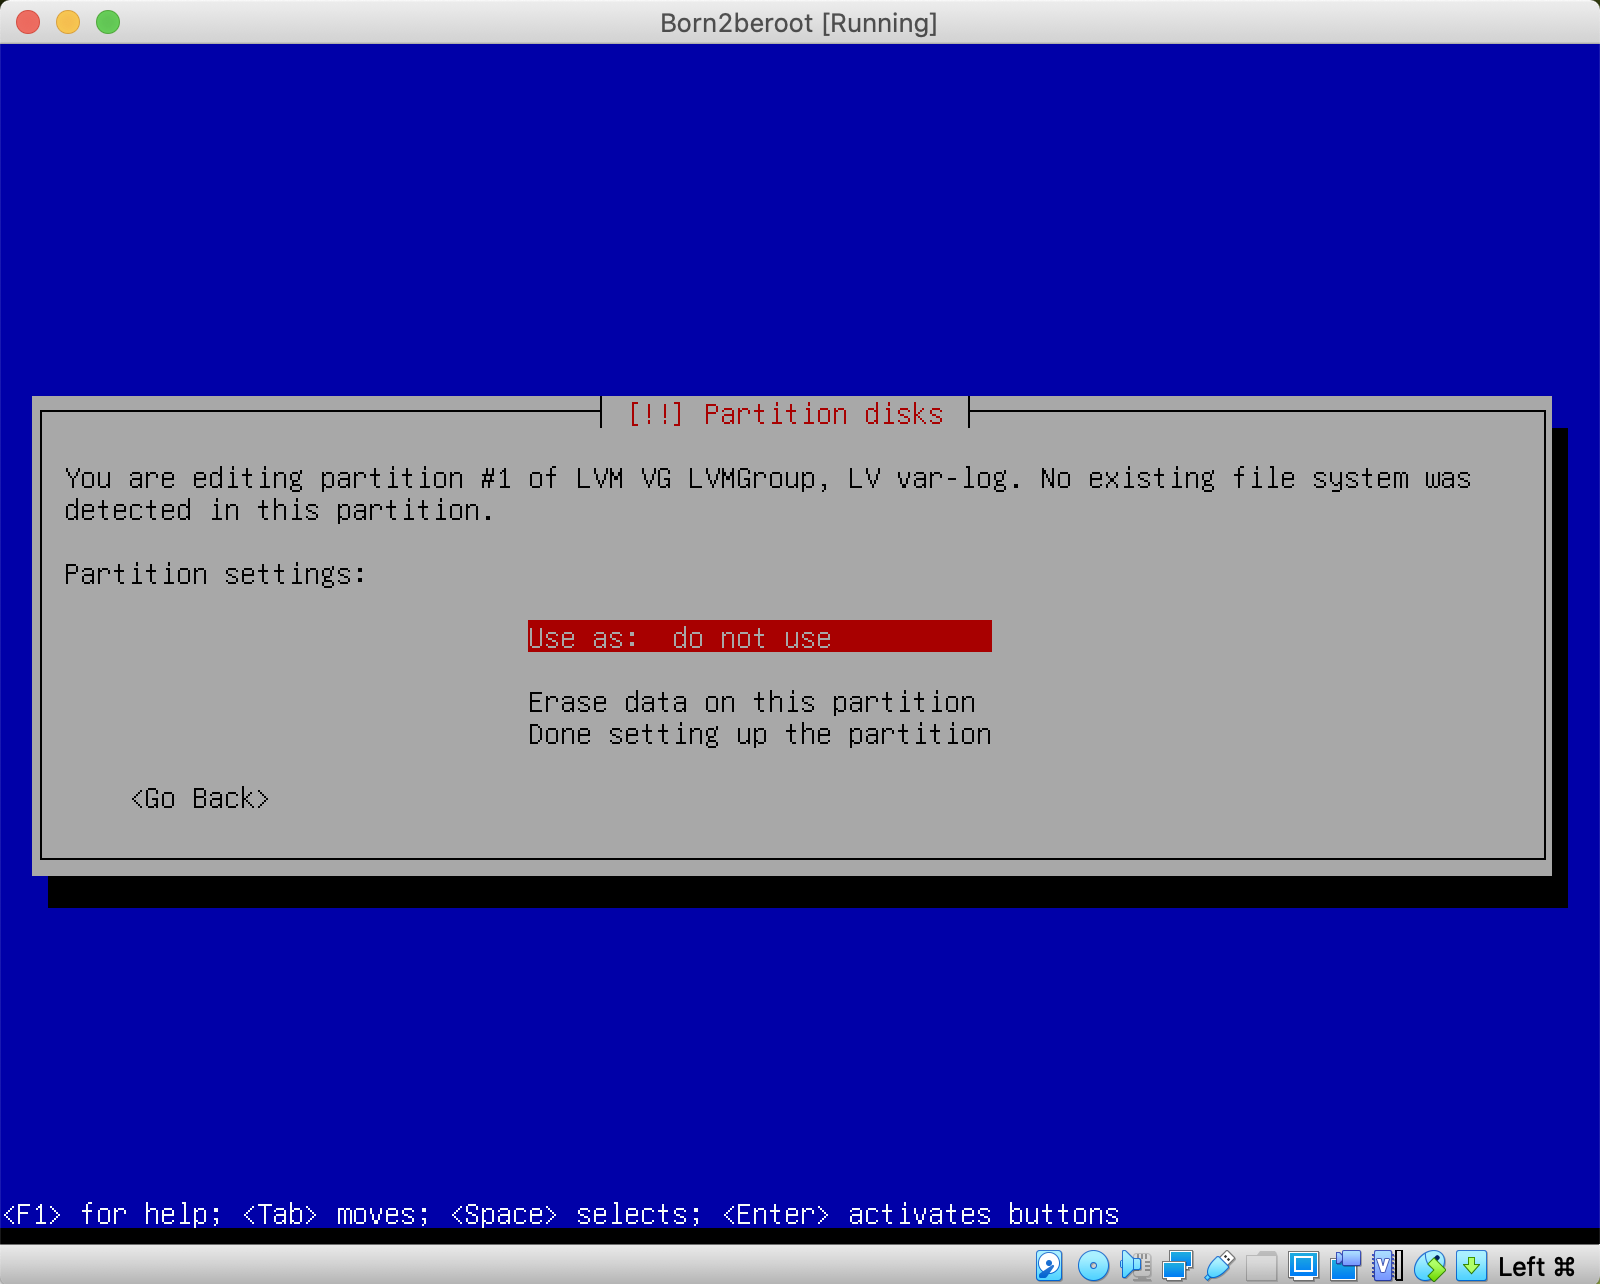 Born2beroot [Running]
[!!] Partition disks
You are editing partition #1 of LVM VG LVMGroup, LV var-log. No existing file system was
detected in this partition.
Partition settings:
Use as: do not use
Erase data on this partition
Done setting up the partition
<Go Back>
<F1> for help; <Tab> moves; <Space> selects; <Enter> activates buttons
V
Left ⌘